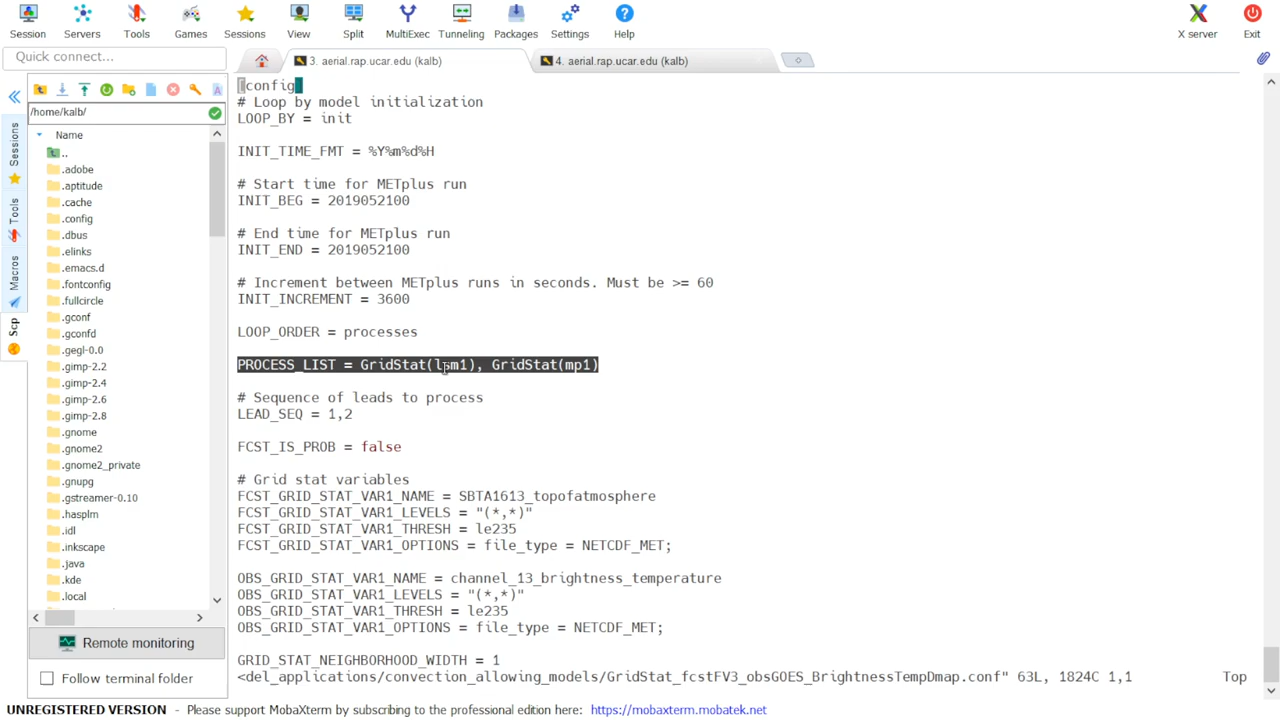 Session Servers Tools Games Sessions View Split MultiExec Tunneling Packages Settings Help X server Exit
Quick connect...
3. aerial.rap.ucar.edu (kalb)
4. aerial.rap.ucar.edu (kalb)
Sessions
Tools
Macros
Scp
/home/kalb/
Name
..
.adobe
.aptitude
.cache
.config
.dbus
.elinks
.emacs.d
.fontconfig
.fullcircle
.gconf
.gconfd
.gegl-0.0
.gimp-2.2
.gimp-2.4
.gimp-2.6
.gimp-2.8
.gnome
.gnome2
.gnome2_private
.gnupg
.gstreamer-0.10
.hasplm
.idl
.inkscape
.java
.kde
.local
Remote monitoring
Follow terminal folder
[config]
# Loop by model initialization
LOOP_BY = init
INIT_TIME_FMT = %Y%m%d%H
# Start time for METplus run
INIT_BEG = 2019052100
# End time for METplus run
INIT_END = 2019052100
# Increment between METplus runs in seconds. Must be >= 60
INIT_INCREMENT = 3600
LOOP_ORDER = processes
PROCESS_LIST = GridStat(lsm1), GridStat(mp1)
# Sequence of leads to process
LEAD_SEQ = 1,2
FCST_IS_PROB = false
# Grid stat variables
FCST_GRID_STAT_VAR1_NAME = SBTA1613_topofatmosphere
FCST_GRID_STAT_VAR1_LEVELS = "(*,*)"
FCST_GRID_STAT_VAR1_THRESH = le235
FCST_GRID_STAT_VAR1_OPTIONS = file_type = NETCDF_MET;
OBS_GRID_STAT_VAR1_NAME = channel_13_brightness_temperature
OBS_GRID_STAT_VAR1_LEVELS = "(*,*)"
OBS_GRID_STAT_VAR1_THRESH = le235
OBS_GRID_STAT_VAR1_OPTIONS = file_type = NETCDF_MET;
GRID_STAT_NEIGHBORHOOD_WIDTH = 1
<del_applications/convection_allowing_models/GridStat_fcstFV3_obsGOES_BrightnessTempDmap.conf" 63L, 1824C 1,1 Top
UNREGISTERED VERSION - Please support MobaXterm by subscribing to the professional edition here: https://mobaxterm.mobatek.net